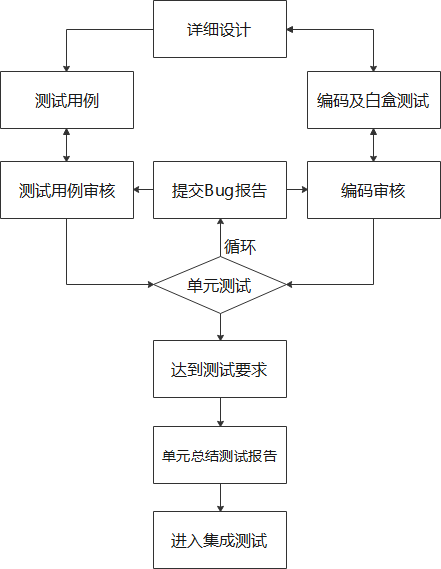 详细设计
测试用例
编码及白盒测试
测试用例审核
提交Bug报告
编码审核
循环
单元测试
达到测试要求
单元总结测试报告
进入集成测试